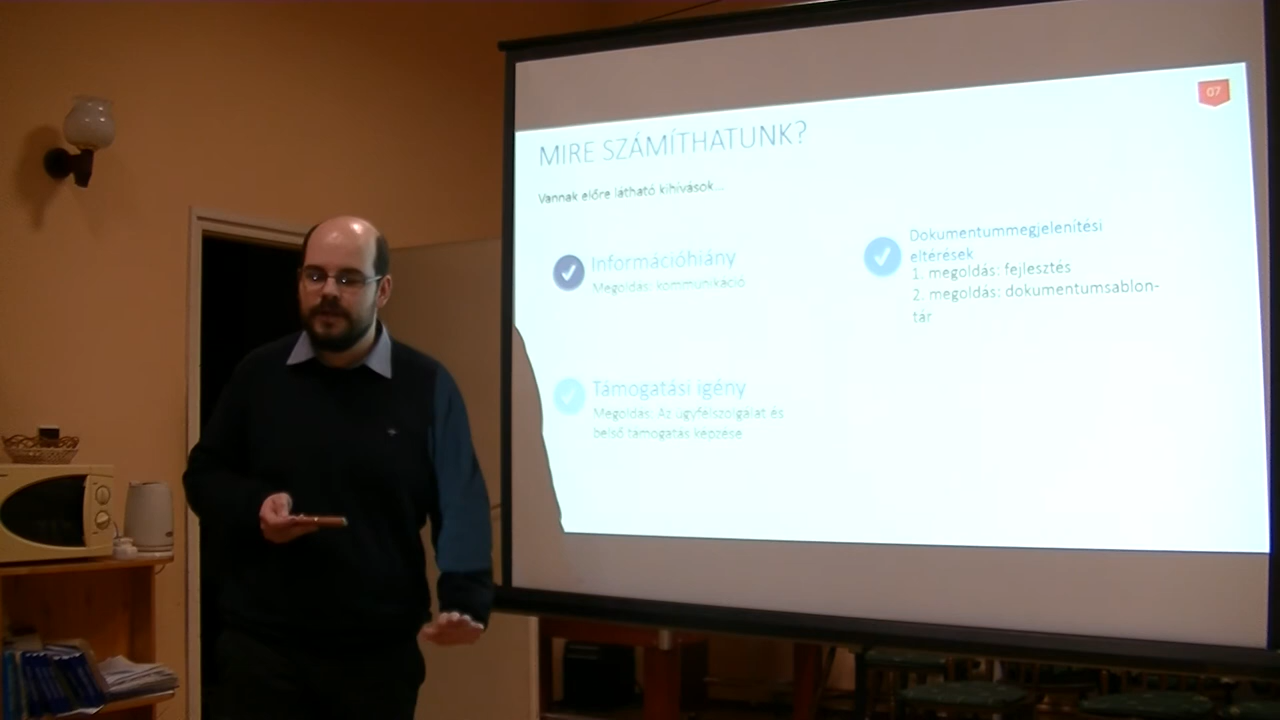 07
MIRE SZÁMÍTHATUNK?
Vannak előre látható kihívások...
Információhiány
Megoldás: kommunikáció
Támogatási igény
Megoldás: Az ügyfélszolgálat és
belső támogatás képzése
Dokumentummegjelenítési
eltérések
1. megoldás: fejlesztés
2. megoldás: dokumentumsablon-
tár